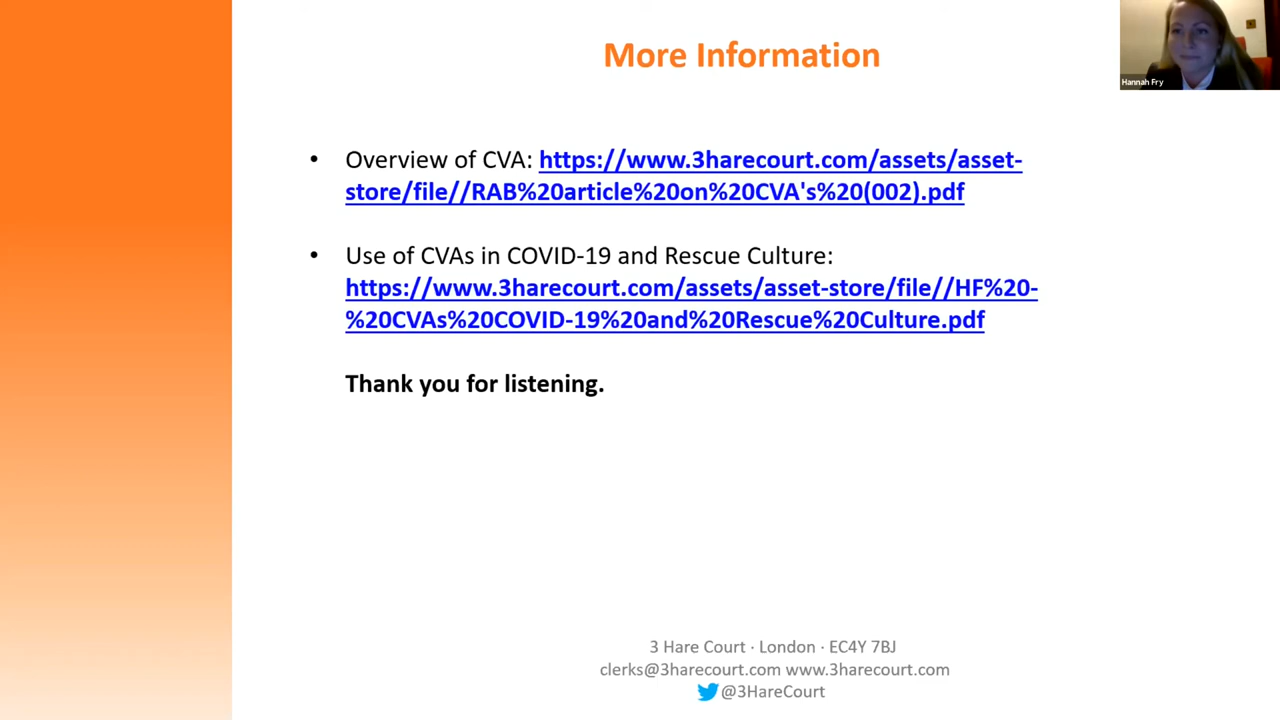 More Information
Hannah Fry
• Overview of CVA: https://www.3harecourt.com/assets/asset-
store/file//RAB%20article%20on%20CVA's%20(002).pdf
• Use of CVAs in COVID-19 and Rescue Culture:
https://www.3harecourt.com/assets/asset-store/file//HF%20-
%20CVAs%20COVID-19%20and%20Rescue%20Culture.pdf
Thank you for listening.
3 Hare Court · London · EC4Y 7BJ
clerks@3harecourt.com www.3harecourt.com
@3HareCourt